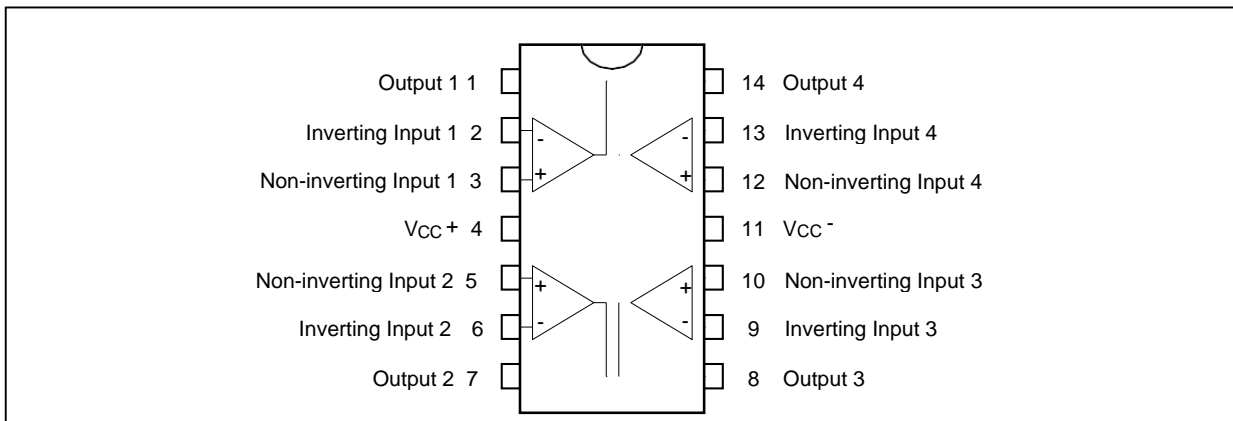 Output 1 1
14 Output 4
Inverting Input 1 2
- -
13 Inverting Input 4
Non-inverting Input 1 3
+ +
12 Non-inverting Input 4
VCC + 4
11 VCC -
Non-inverting Input 2 5
+ +
10 Non-inverting Input 3
Inverting Input 2 6
- -
9 Inverting Input 3
Output 2 7
8 Output 3